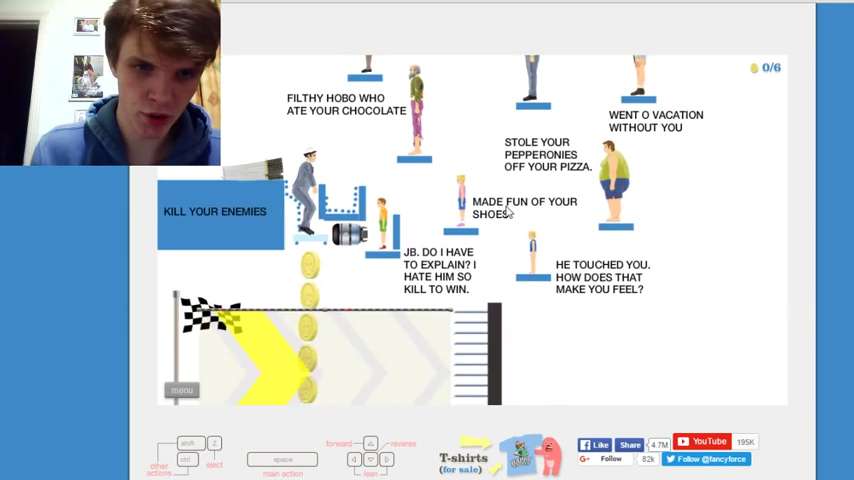 0/6
FILTHY HOBO WHO
ATE YOUR CHOCOLATE
WENT O VACATION
WITHOUT YOU
STOLE YOUR
PEPPERONIES
OFF YOUR PIZZA.
KILL YOUR ENEMIES
MADE FUN OF YOUR
SHOES.
JB. DO I HAVE
TO EXPLAIN? I
HATE HIM SO
KILL TO WIN.
HE TOUCHED YOU.
HOW DOES THAT
MAKE YOU FEEL?
menu
shift Z
ctrl
eject
other
actions
space
main action
forward
reverse
lean
T-shirts
(for sale)
Like Share 4.7M
YouTube 195K
Follow 82k
Follow @fancyforce